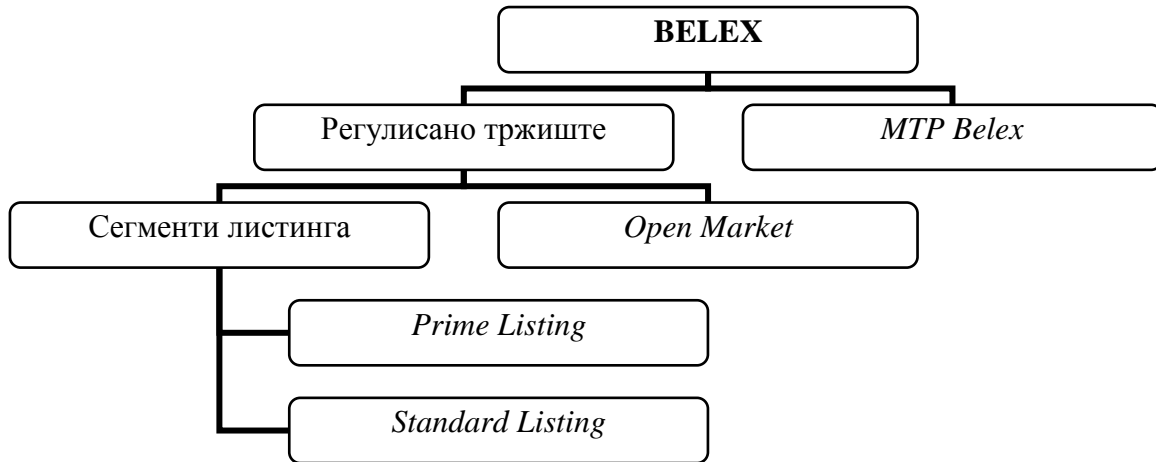 BELEX
Регулисано тржиште
MTP Belex
Сегменти листинга
Open Market
Prime Listing
Standard Listing